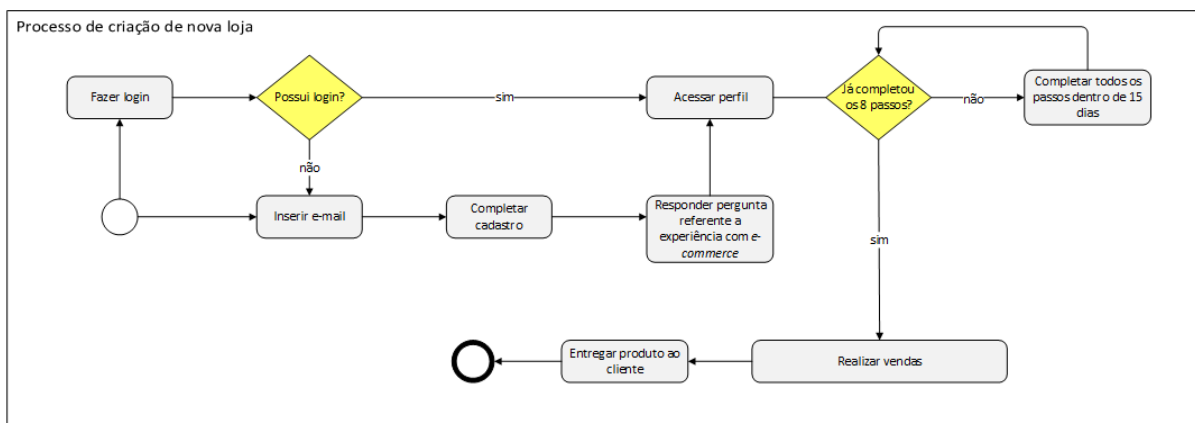 Processo de criação de nova loja
Fazer login
Possui login?
sim
Acessar perfil
Já completou
os 8 passos?
não
Completar todos os
passos dentro de 15
dias
não
Inserir e-mail
Completar
cadastro
Responder pergunta
referente a
experiência com e-
commerce
sim
Entregar produto ao
cliente
Realizar vendas